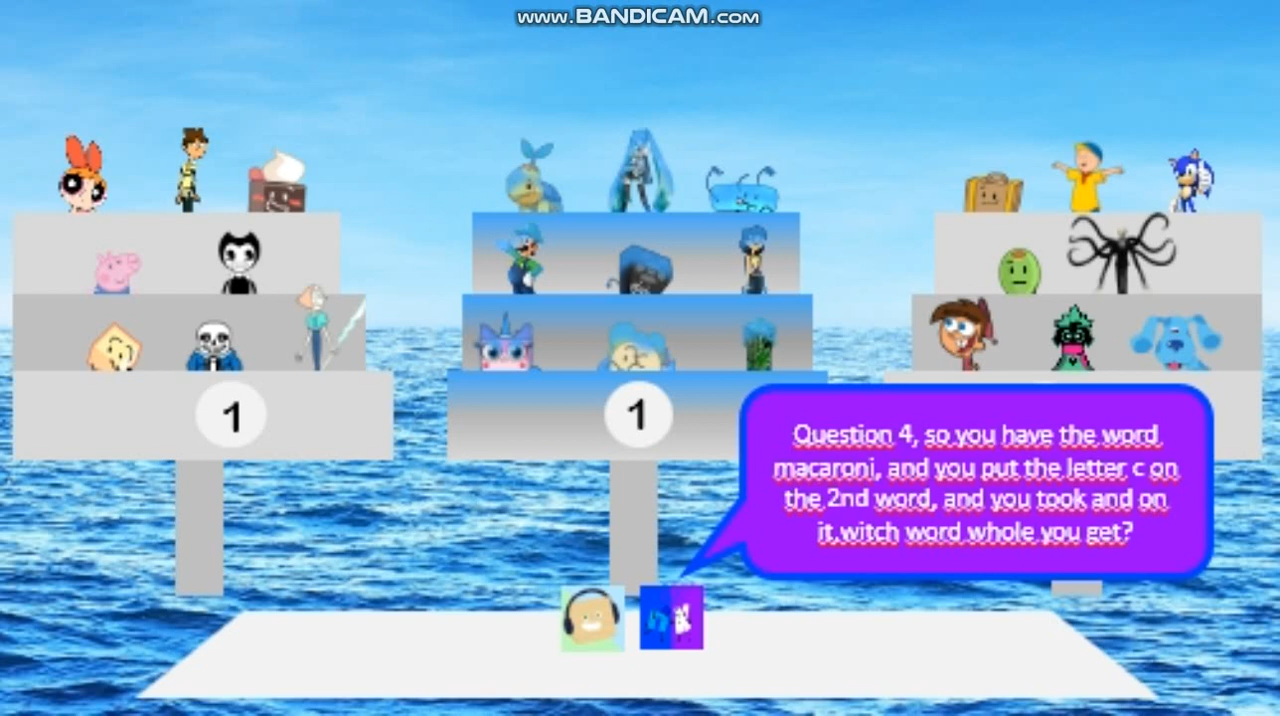 www.BANDICAM.com
1
1
Question 4, so you have the word
macaroni, and you put the letter c on
the 2nd word, and you took and on
it,witch word whole you get?